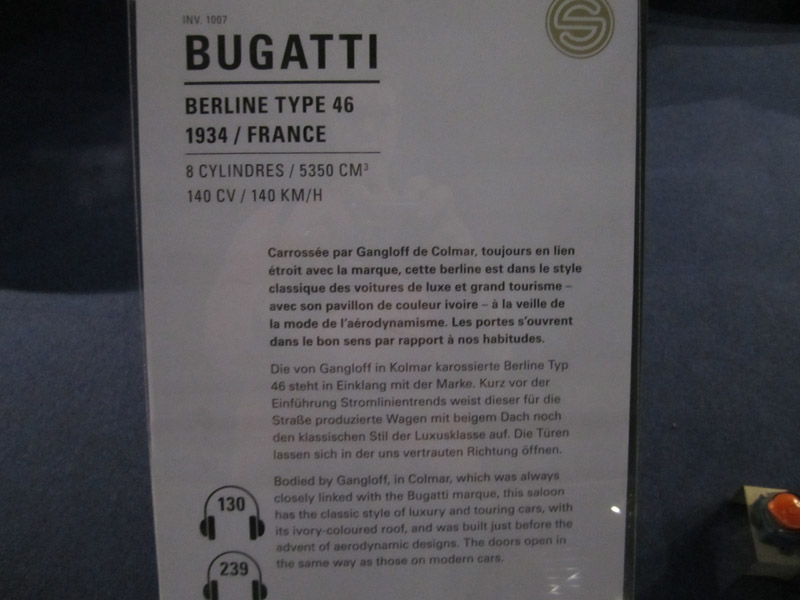 INV. 1007
BUGATTI
BERLINE TYPE 46
1934 / FRANCE
8 CYLINDRES / 5350 CM³
140 CV / 140 KM/H
Carrossée par Gangloff de Colmar, toujours en lien
étroit avec la marque, cette berline est dans le style
classique des voitures de luxe et grand tourisme –
avec son pavillon de couleur ivoire – à la veille de
la mode de l'aérodynamisme. Les portes s'ouvrent
dans le bon sens par rapport à nos habitudes.
Die von Gangloff in Kolmar karossierte Berline Typ
46 steht in Einklang mit der Marke. Kurz vor der
Einführung Stromlinientrends weist dieser für die
Straße produzierte Wagen mit beigem Dach noch
den klassischen Stil der Luxusklasse auf. Die Türen
lassen sich in der uns vertrauten Richtung öffnen.
Bodied by Gangloff, in Colmar, which was always
closely linked with the Bugatti marque, this saloon
has the classic style of luxury and touring cars, with
its ivory-coloured roof, and was built just before the
advent of aerodynamic designs. The doors open in
the same way as those on modern cars.
130
239